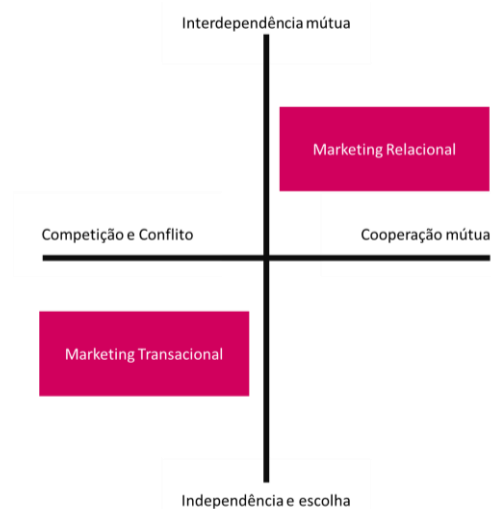 Interdependência mútua
Marketing Relacional
Competição e Conflito
Cooperação mútua
Marketing Transacional
Independência e escolha